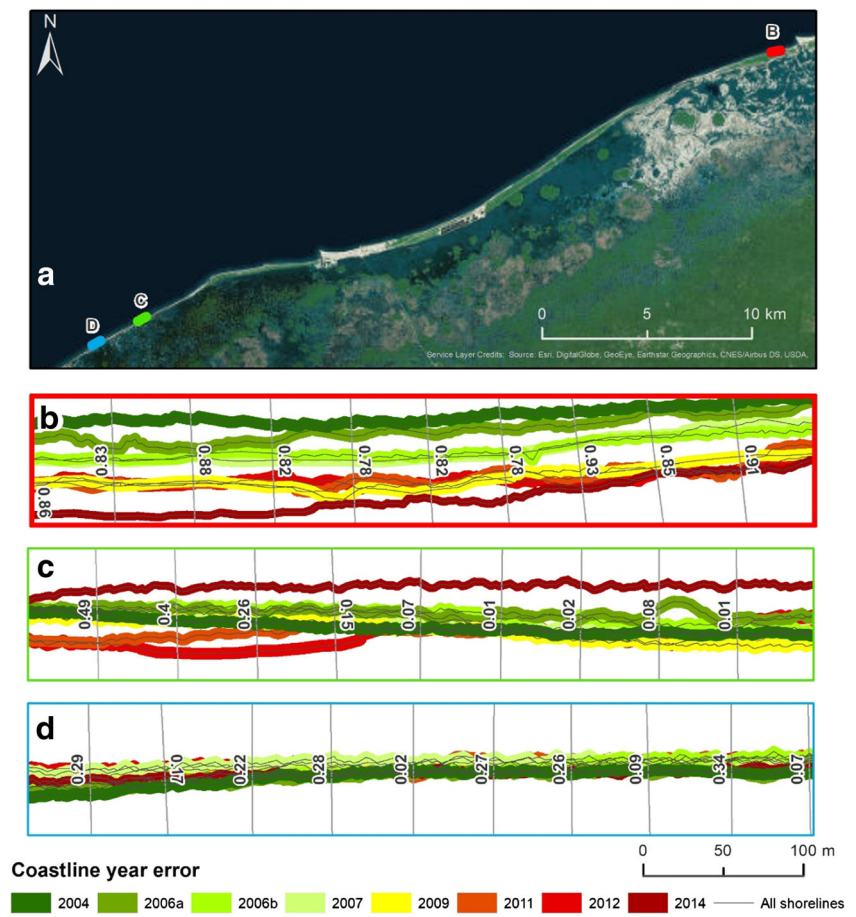 N
B
a
C
D
0 5 10 km
Service Layer Credits: Source: Esri, DigitalGlobe, GeoEye, Earthstar Geographics, CNES/Airbus DS, USDA,
b
0.86 0.83 0.88 0.82 0.78 0.82 0.78 0.93 0.85 0.91
c
0.49 0.4 0.26 0.15 0.07 0.01 0.02 0.08 0.01
d
0.29 0.22 0.28 0.02 0.27 0.26 0.09 0.34 0.07
0 50 100 m
Coastline year error
2004 2006a 2006b 2007 2009 2011 2012 2014 All shorelines